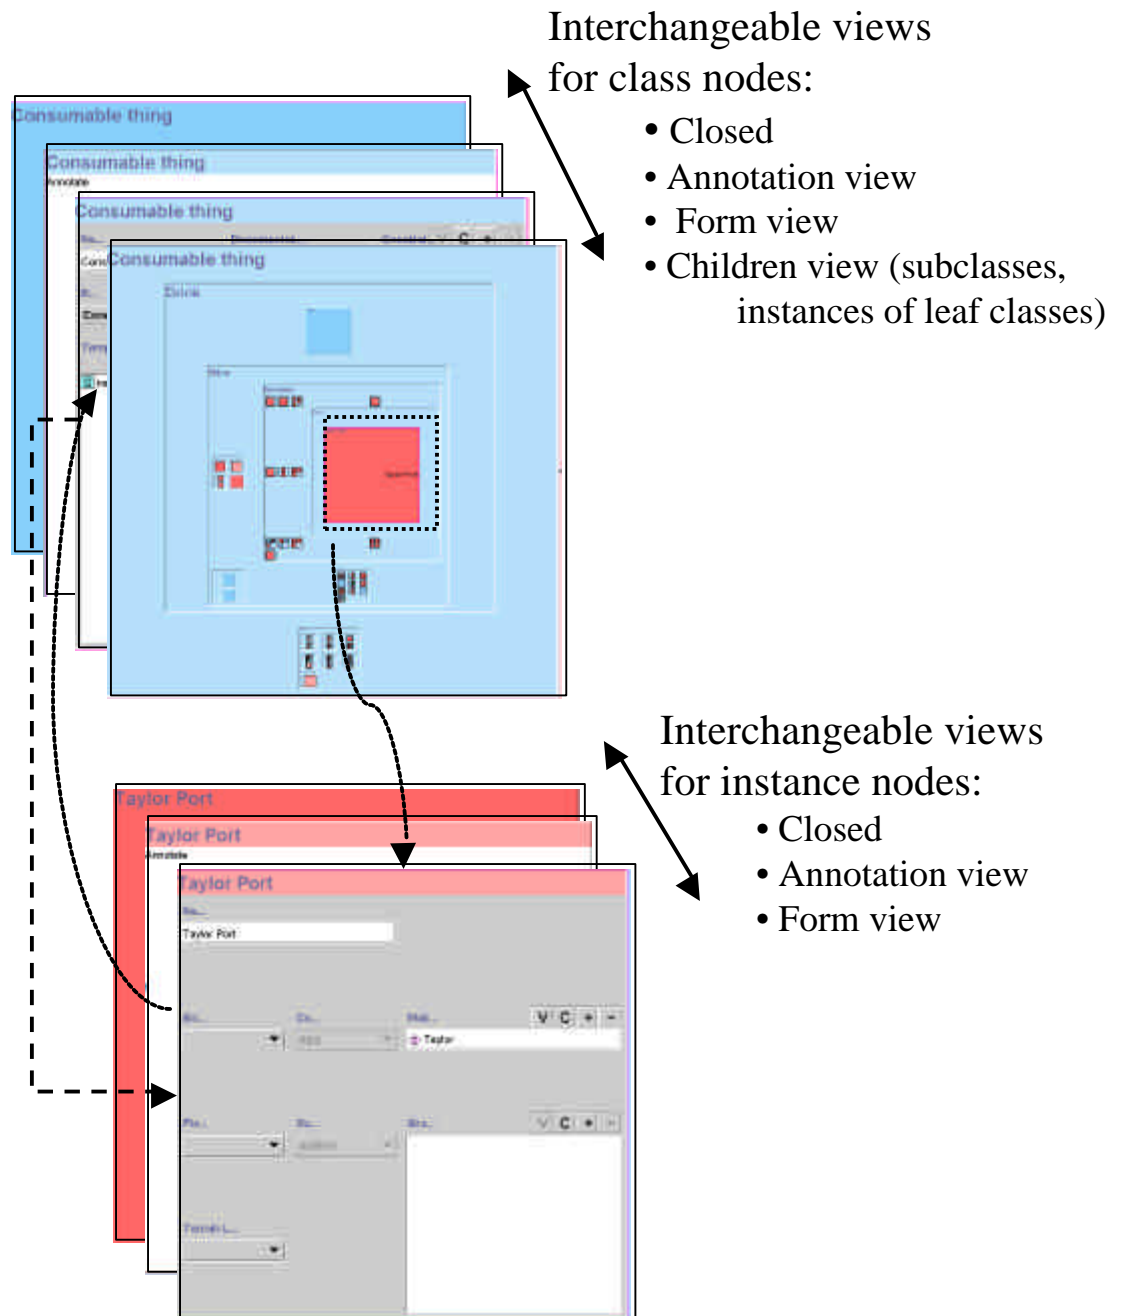 Interchangeable views
for class nodes:
• Closed
• Annotation view
• Form view
• Children view (subclasses,
instances of leaf classes)
Consumable thing
Consumable thing
Annotate
Consumable thing
V C +
Consumable thing
Drink
Interchangeable views
for instance nodes:
• Closed
• Annotation view
• Form view
Taylor Port
Taylor Port
Annotate
Taylor Port
Na...
Taylor Port
V C + -
Taylor
V C + -